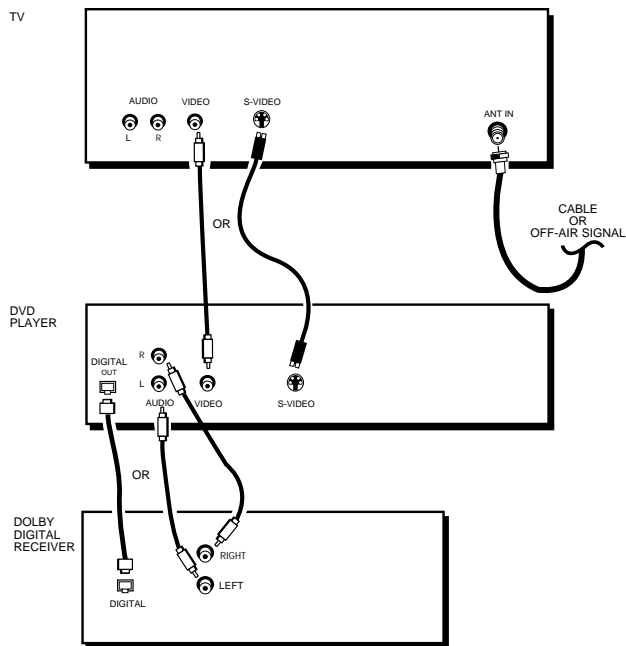 TV
AUDIO VIDEO S-VIDEO
ANT IN
L R
CABLE
OR
OFF-AIR SIGNAL
OR
DVD
PLAYER
R
DIGITAL
OUT
L
AUDIO VIDEO S-VIDEO
OR
DOLBY
DIGITAL
RECEIVER
RIGHT
LEFT
DIGITAL